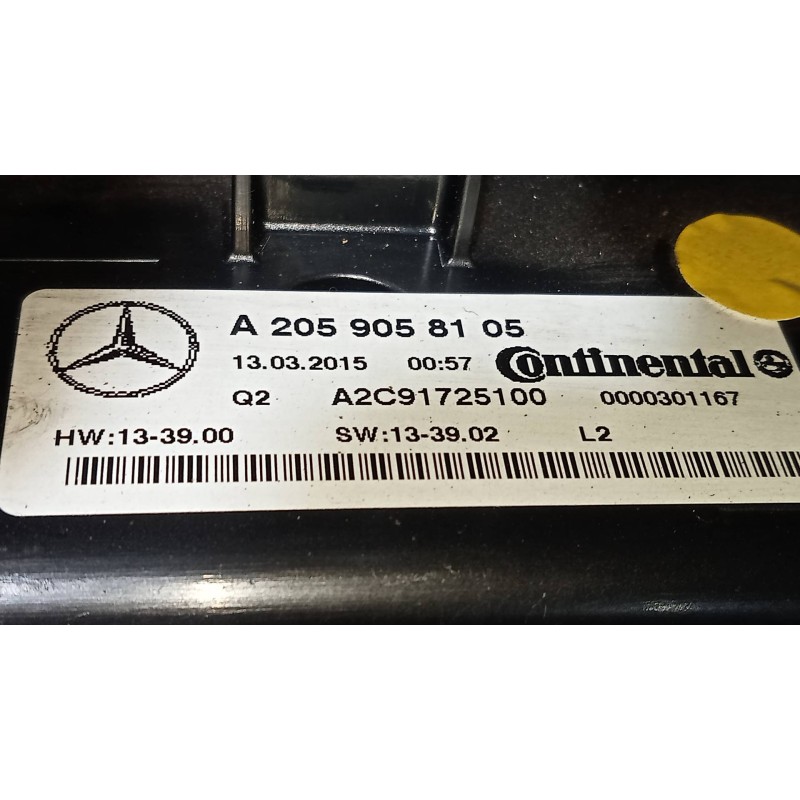 A 205 905 81 05
13.03.2015 00:57 Continental
Q2 A2C91725100 0000301167
HW:13-39.00 SW:13-39.02 L2